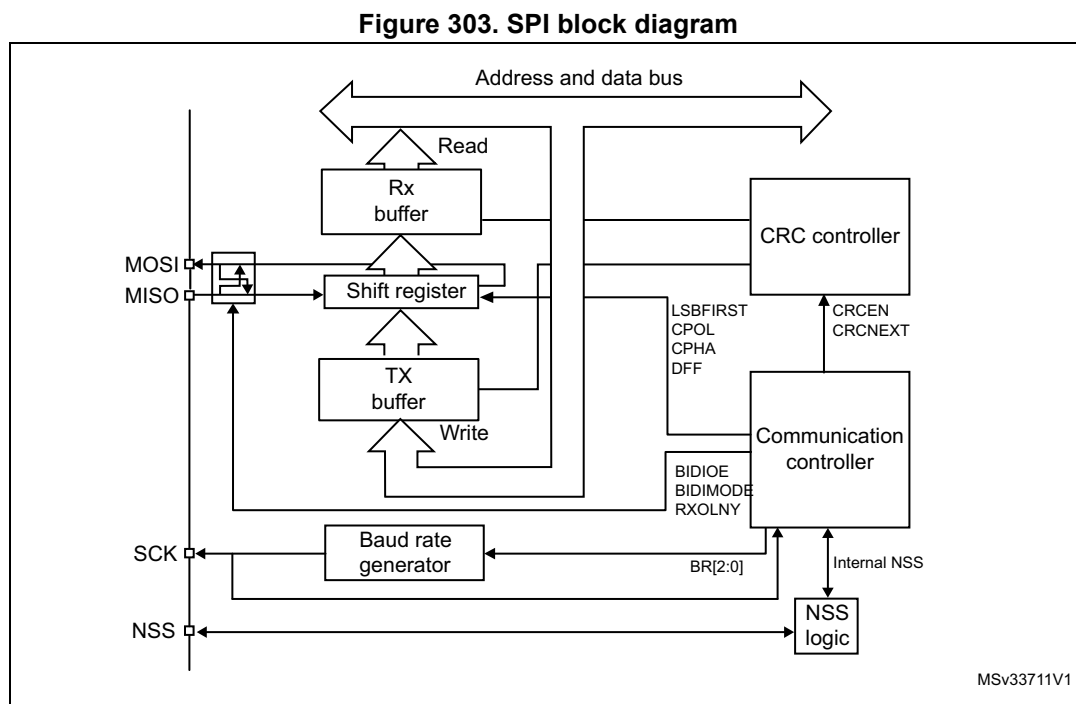 Figure 303. SPI block diagram
Address and data bus
Read
Rx
buffer
CRC controller
MOSI
MISO
Shift register
LSBFIRST
CPOL
CPHA
DFF
CRCEN
CRCNEXT
TX
buffer
Write
Communication
controller
BIDIOE
BIDIMODE
RXOLNY
SCK
Baud rate
generator
BR[2:0]
Internal NSS
NSS
NSS
logic
MSv33711V1